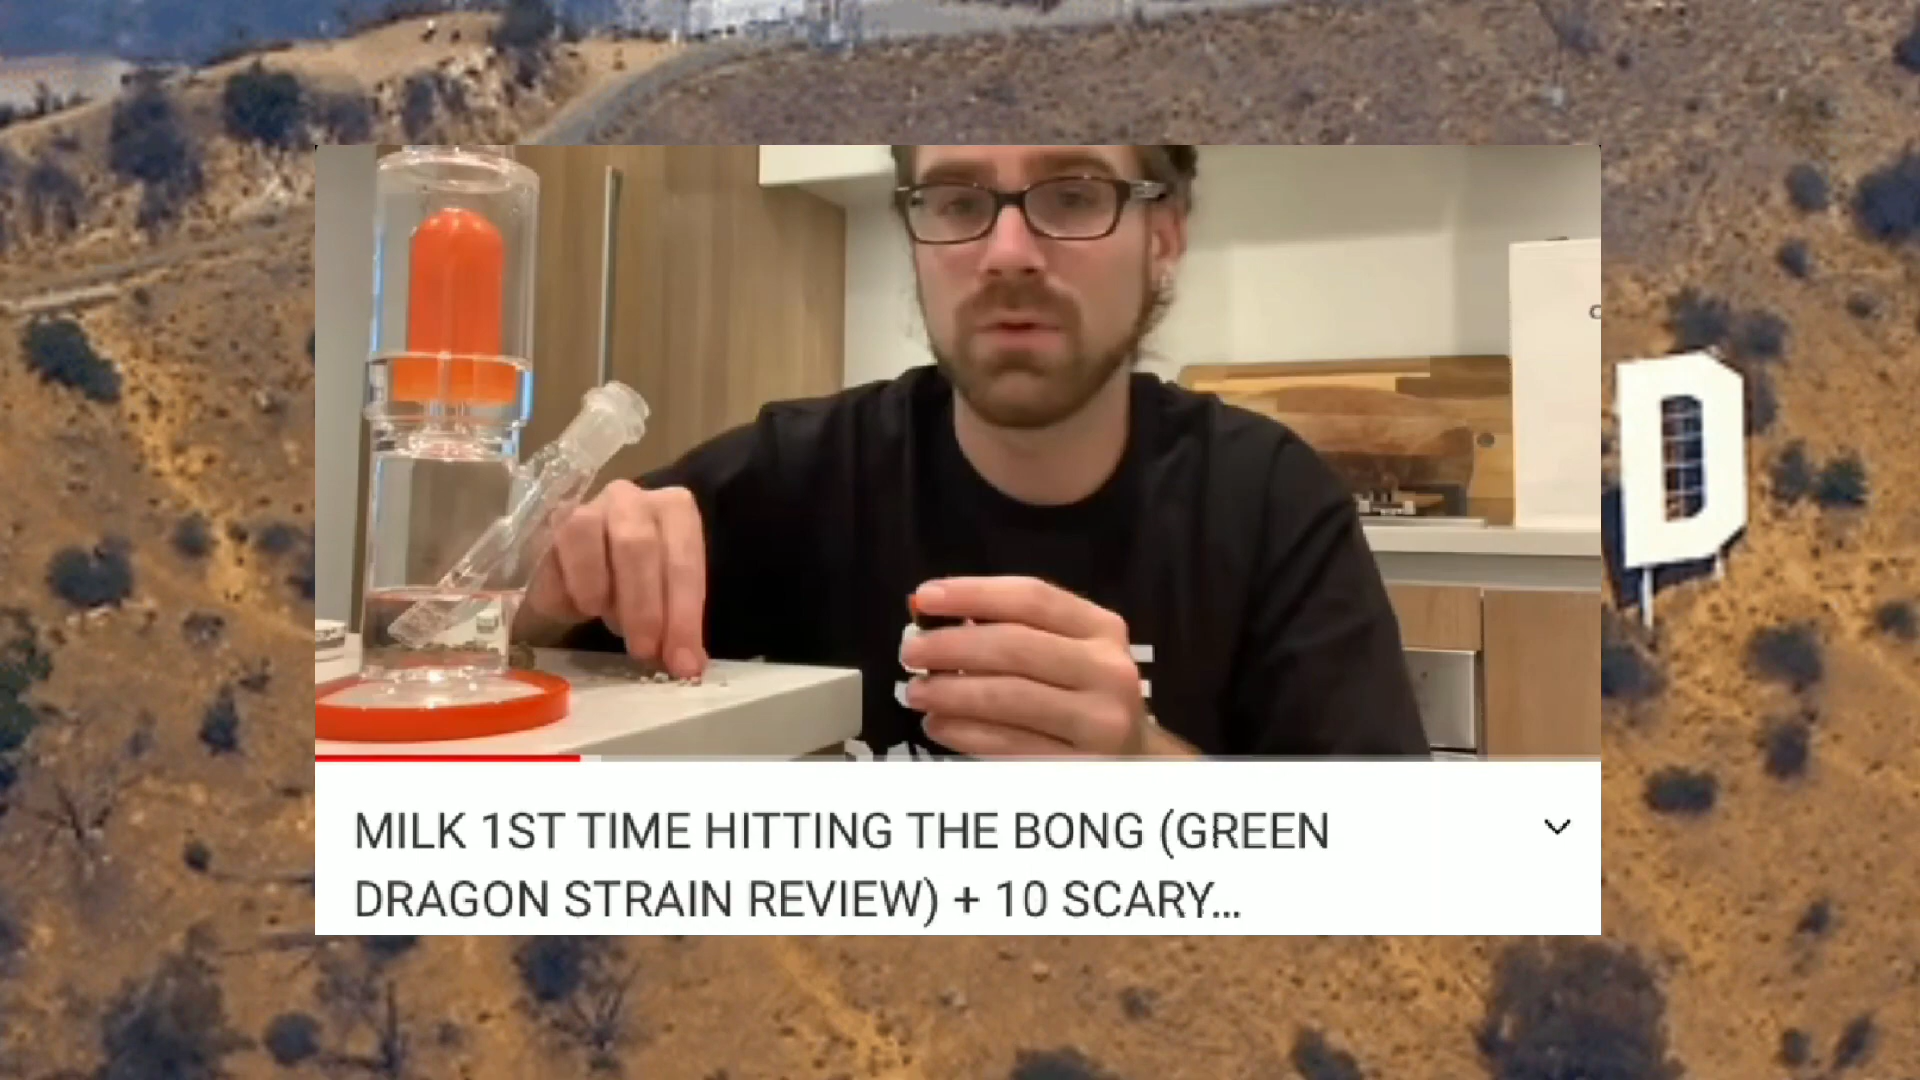 D
MILK 1ST TIME HITTING THE BONG (GREEN
DRAGON STRAIN REVIEW) + 10 SCARY...